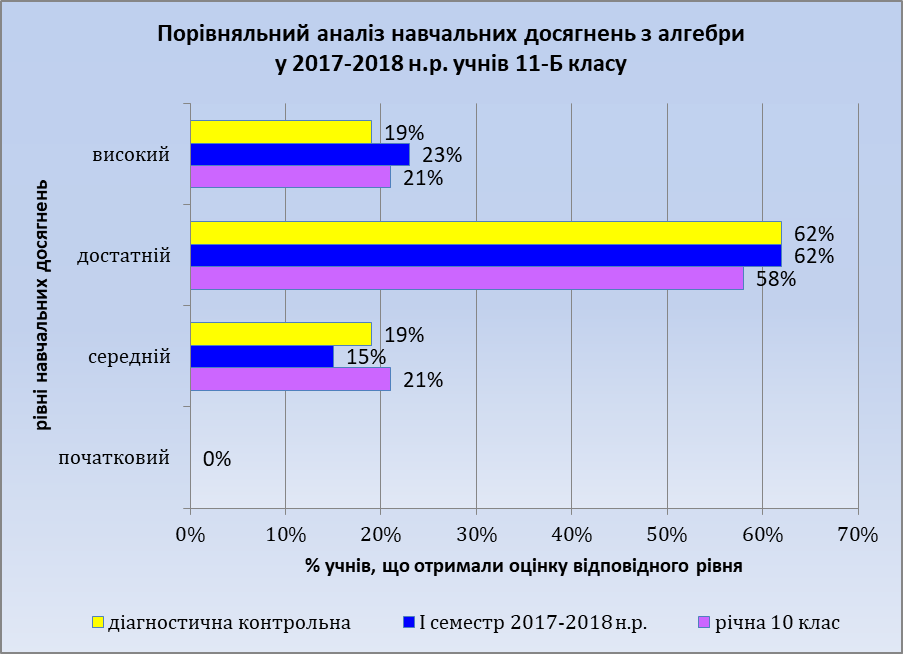 Порівняльний аналіз навчальних досягнень з алгебри
у 2017-2018 н.р. учнів 11-Б класу
рівні навчальних досягнень
високий
19%
23%
21%
достатній
62%
62%
58%
середній
19%
15%
21%
початковий
0%
0% 10% 20% 30% 40% 50% 60% 70%
% учнів, що отримали оцінку відповідного рівня
діагностична контрольна І семестр 2017-2018 н.р. річна 10 клас